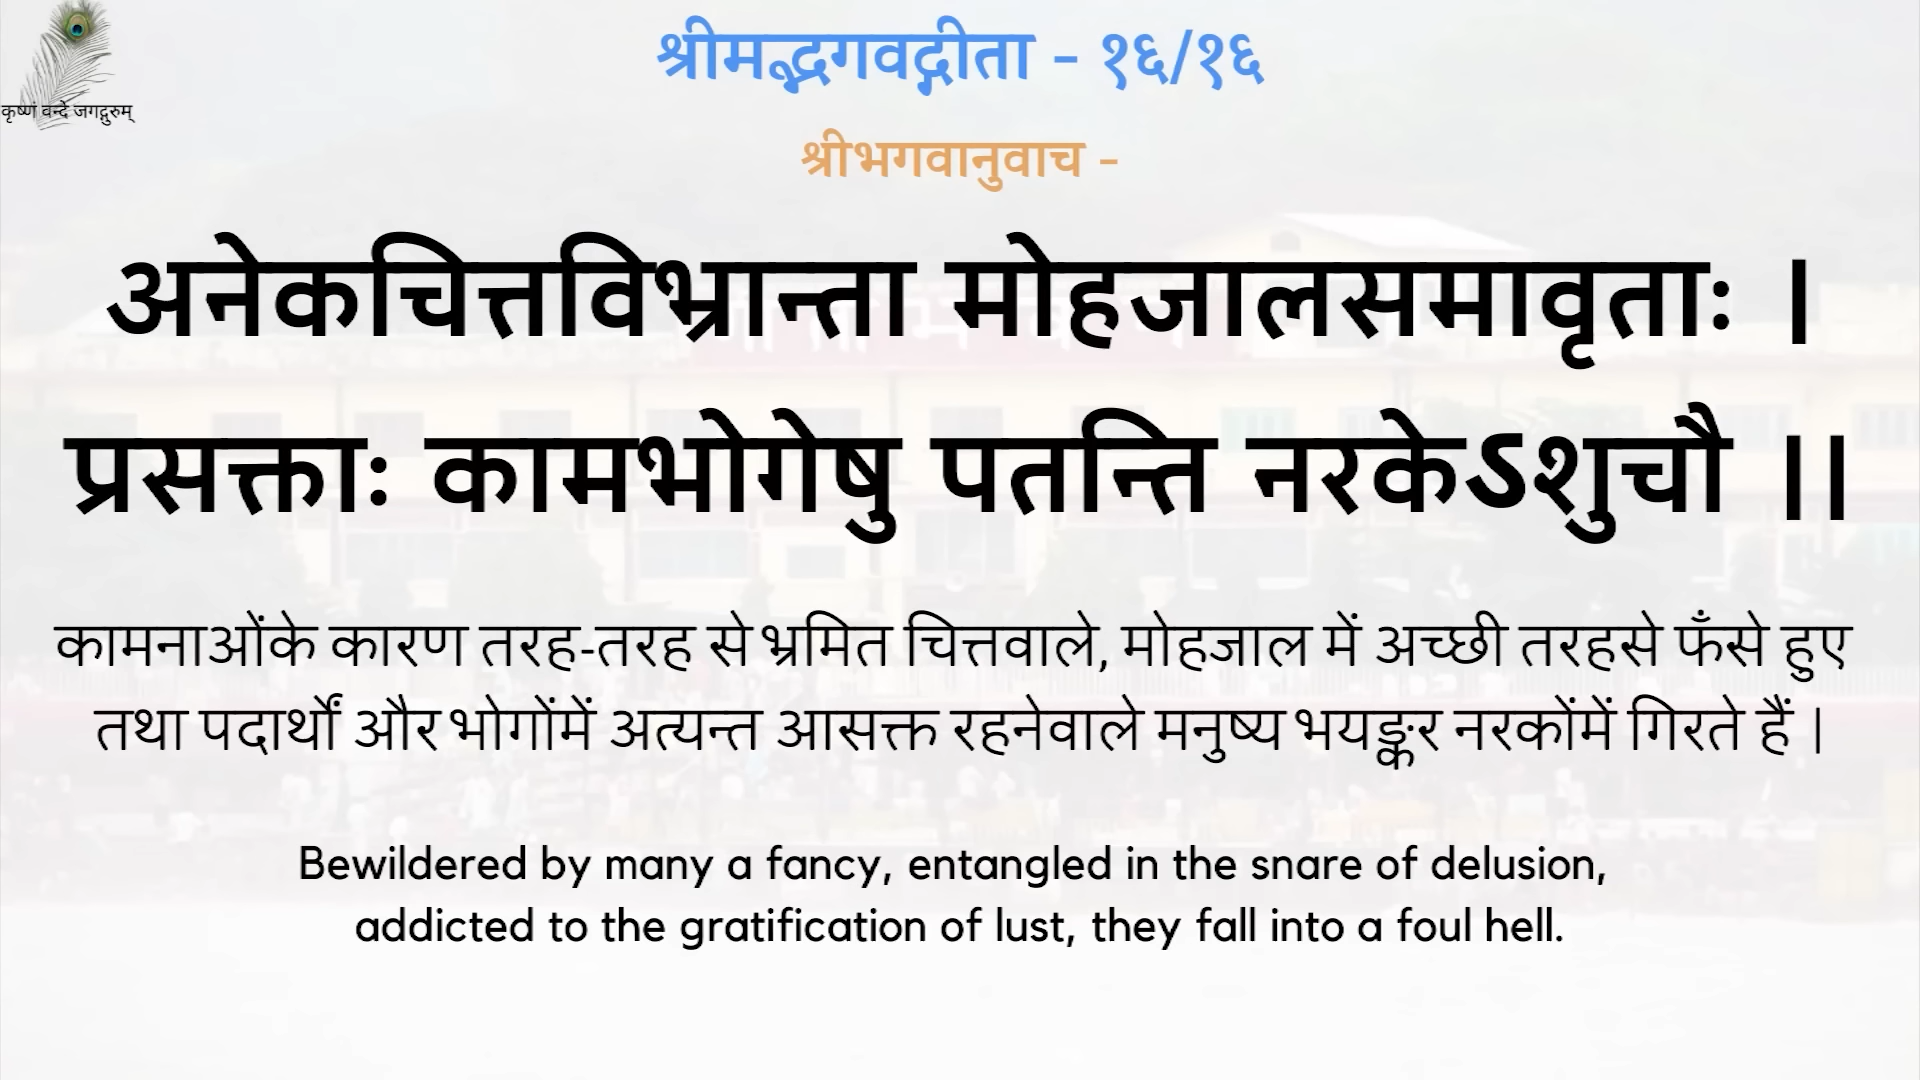 श्रीमद्भगवद्गीता - १६/१६
कृष्णं वन्दे जगद्गुरुम्
श्रीभगवानुवाच -
अनेकचित्तविभ्रान्ता मोहजालसमावृताः ।
प्रसक्ताः कामभोगेषु पतन्ति नरकेऽशुचौ ।।
कामनाओंके कारण तरह-तरह से भ्रमित चित्तवाले, मोहजाल में अच्छी तरहसे फँसे हुए
तथा पदार्थों और भोगोंमें अत्यन्त आसक्त रहनेवाले मनुष्य भयङ्कर नरकोंमें गिरते हैं ।
Bewildered by many a fancy, entangled in the snare of delusion,
addicted to the gratification of lust, they fall into a foul hell.